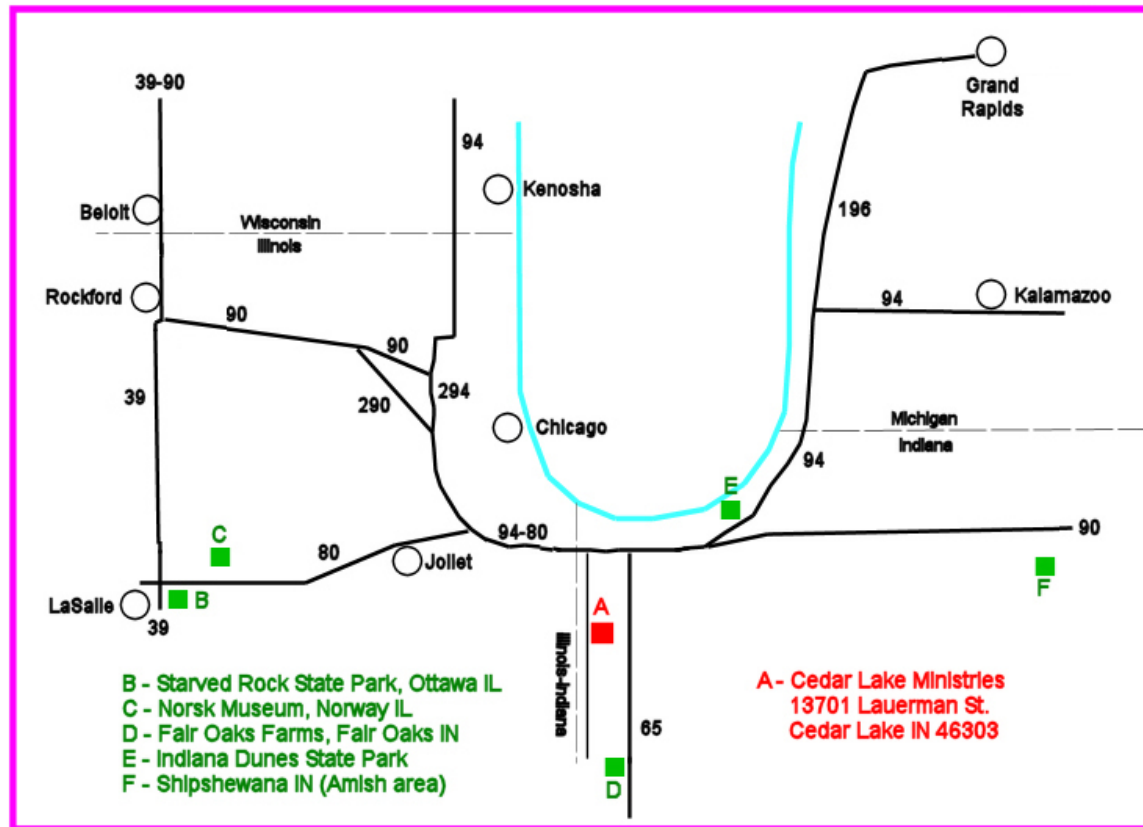 39-90
94
Grand
Rapids
Kenosha
Beloit
Wisconsin
Illinois
196
Rockford
94
Kalamazoo
90
90
294
39
290
Chicago
Michigan
Indiana
94
E
94-80
90
C
80
Joliet
F
LaSalle
B
39
A
Illinois-Indiana
65
D
B - Starved Rock State Park, Ottawa IL
C - Norsk Museum, Norway IL
D - Fair Oaks Farms, Fair Oaks IN
E - Indiana Dunes State Park
F - Shipshewana IN (Amish area)
A - Cedar Lake Ministries
13701 Lauerman St.
Cedar Lake IN 46303